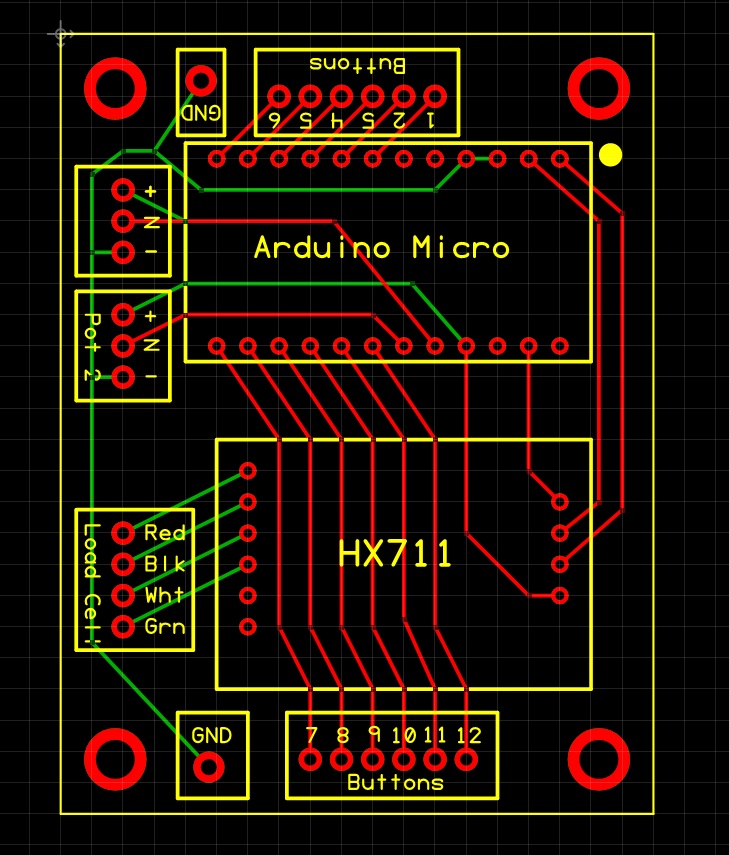 Buttons
GND
1 2 3 4 5 6
+
N
-
Arduino Micro
Pot 2
+
N
-
Load Cell
Red
Blk
Wht
Grn
HX711
GND
7 8 9 10 11 12
Buttons